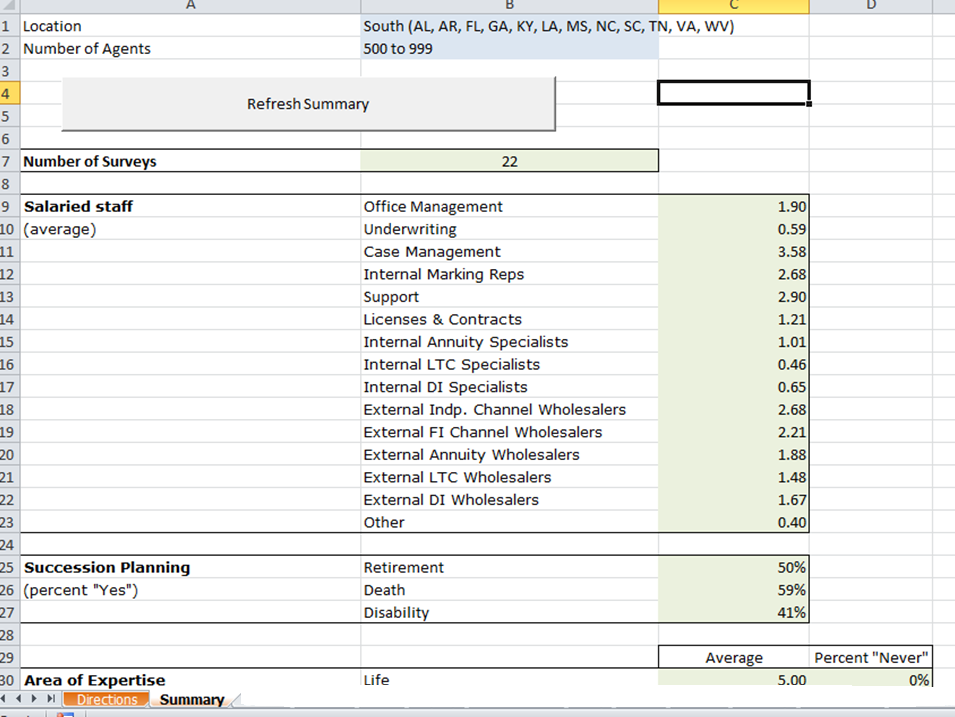 A B C D
1 Location South (AL, AR, FL, GA, KY, LA, MS, NC, SC, TN, VA, WV)
2 Number of Agents 500 to 999
3
4 Refresh Summary
5
6
7 Number of Surveys 22
8
9 Salaried staff Office Management 1.90
10 (average) Underwriting 0.59
11 Case Management 3.58
12 Internal Marking Reps 2.68
13 Support 2.90
14 Licenses & Contracts 1.21
15 Internal Annuity Specialists 1.01
16 Internal LTC Specialists 0.46
17 Internal DI Specialists 0.65
18 External Indp. Channel Wholesalers 2.68
19 External FI Channel Wholesalers 2.21
20 External Annuity Wholesalers 1.88
21 External LTC Wholesalers 1.48
22 External DI Wholesalers 1.67
23 Other 0.40
24
25 Succession Planning Retirement 50%
26 (percent "Yes") Death 59%
27 Disability 41%
28
29 Average Percent "Never"
30 Area of Expertise Life 5.00 0%
Directions Summary